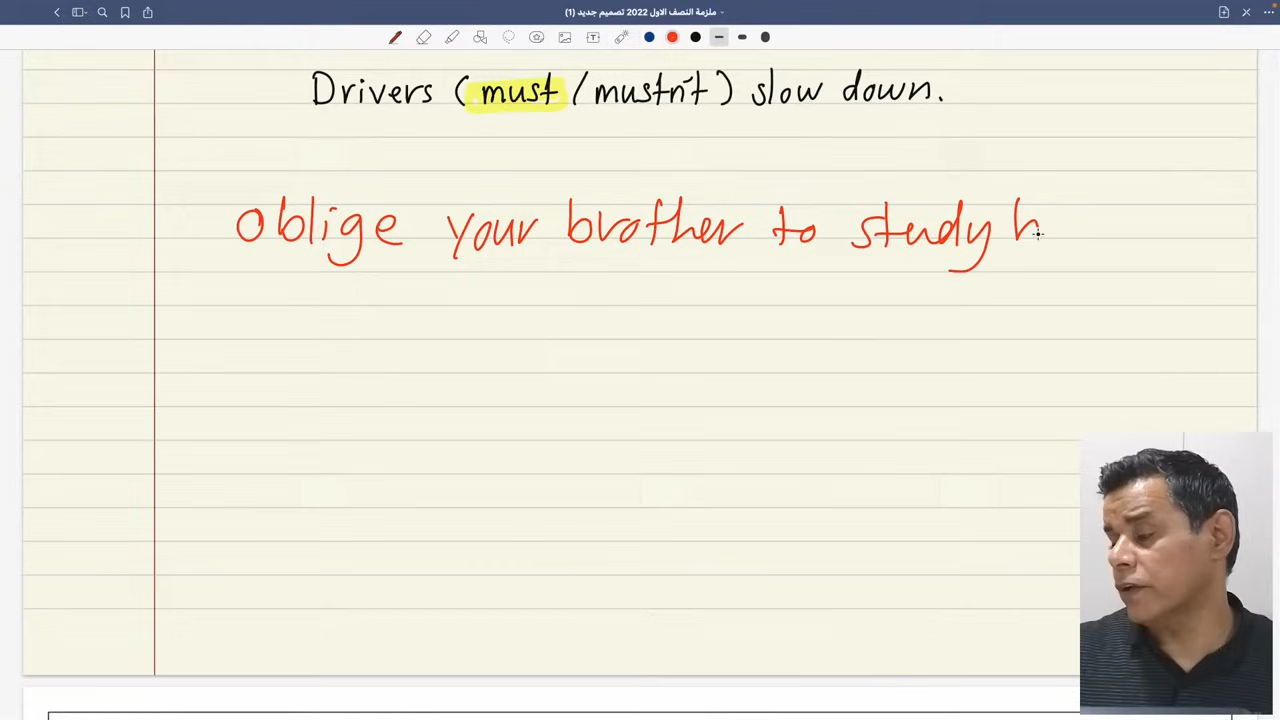 ملزمة النصف الاول 2022 تصميم جديد (1)
Drivers (must / mustn't) slow down.
Oblige your brother to study h